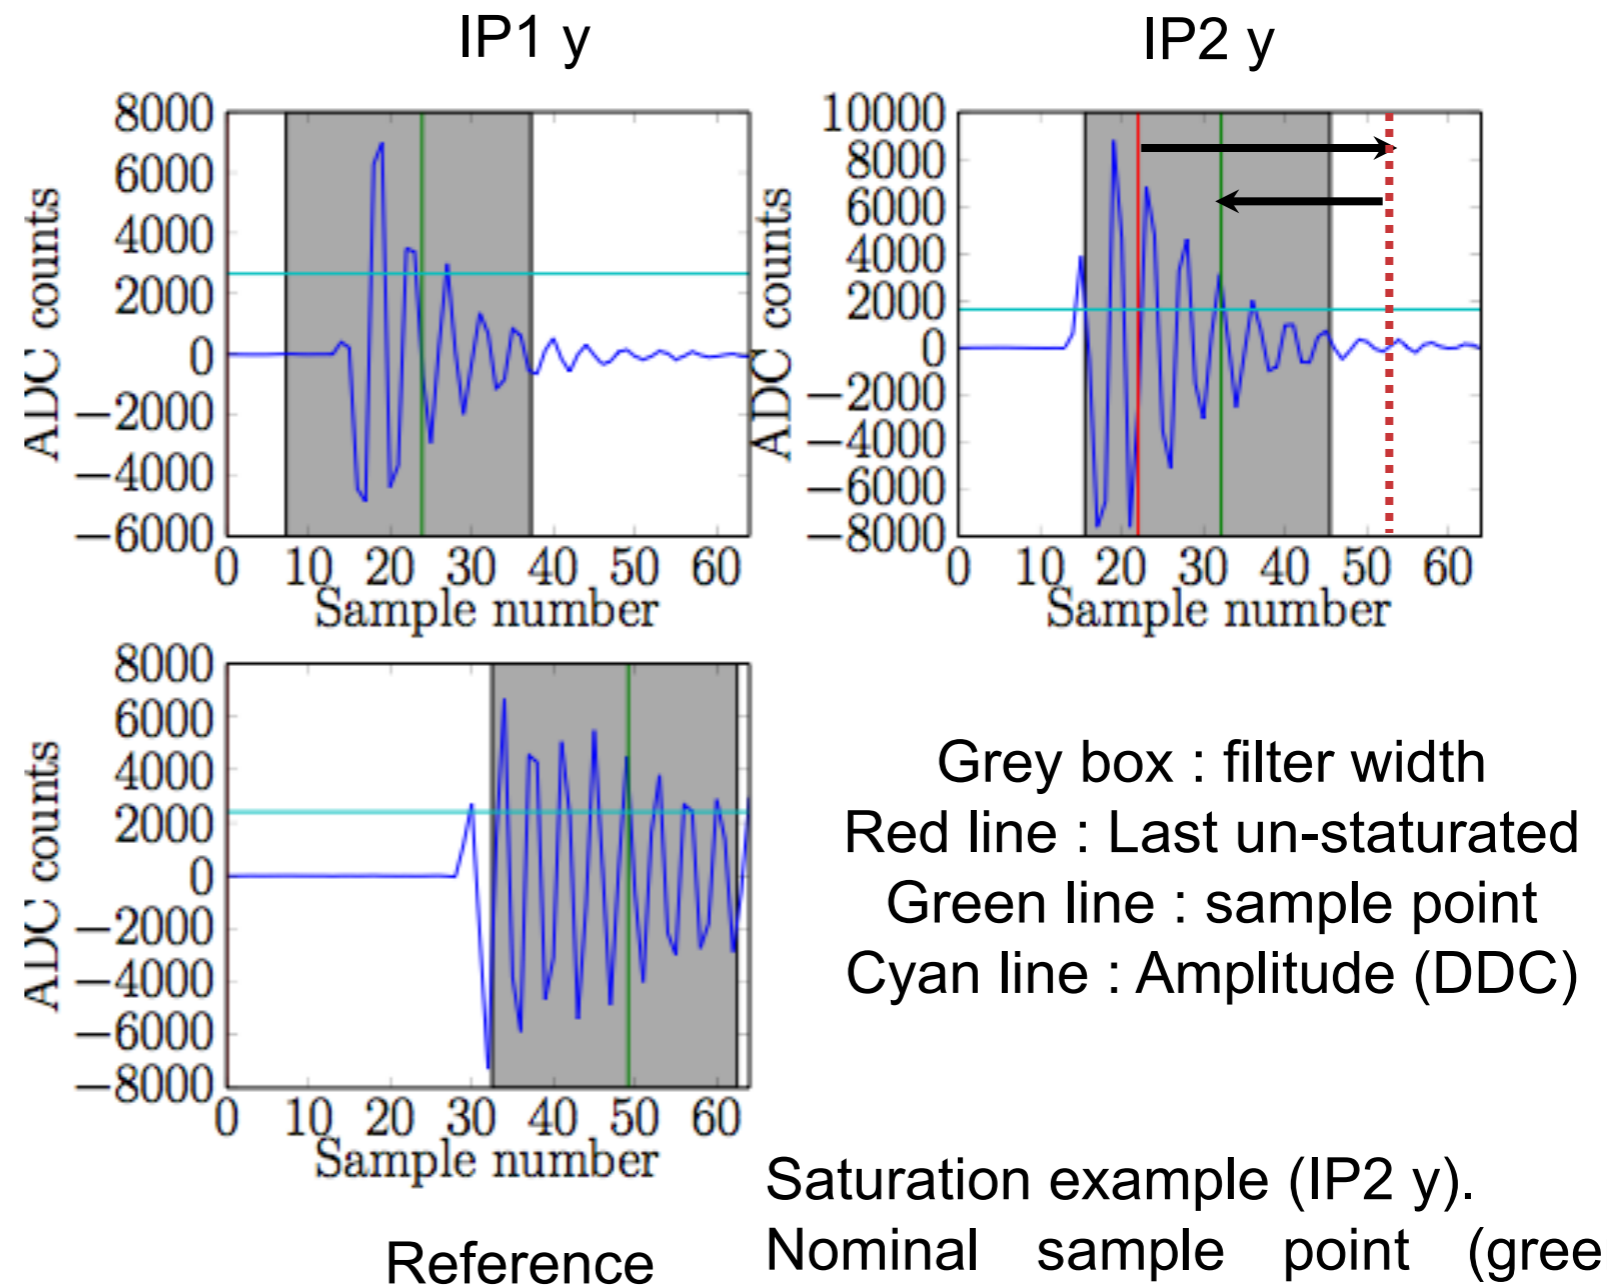 IP1 y
IP2 y
8000
6000
4000
2000
0
−2000
−4000
−6000
ADC counts
0 10 20 30 40 50 60
Sample number
10000
8000
6000
4000
2000
0
−2000
−4000
−6000
−8000
ADC counts
0 10 20 30 40 50 60
Sample number
8000
6000
4000
2000
0
−2000
−4000
−6000
−8000
ADC counts
0 10 20 30 40 50 60
Sample number
Reference
Grey box : filter width
Red line : Last un-staturated
Green line : sample point
Cyan line : Amplitude (DDC)
Saturation example (IP2 y).
Nominal sample point (gree